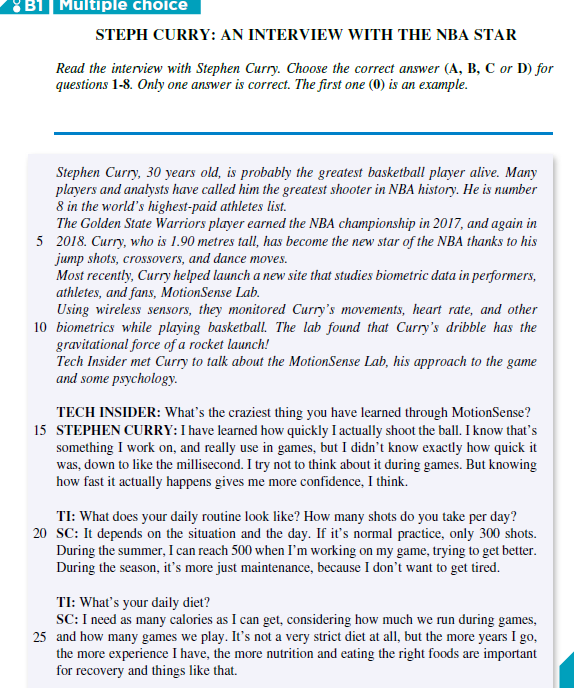 B1 Multiple choice
STEPH CURRY: AN INTERVIEW WITH THE NBA STAR
Read the interview with Stephen Curry. Choose the correct answer (A, B, C or D) for
questions 1-8. Only one answer is correct. The first one (0) is an example.
Stephen Curry, 30 years old, is probably the greatest basketball player alive. Many
players and analysts have called him the greatest shooter in NBA history. He is number
8 in the world's highest-paid athletes list.
The Golden State Warriors player earned the NBA championship in 2017, and again in
5 2018. Curry, who is 1.90 metres tall, has become the new star of the NBA thanks to his
jump shots, crossovers, and dance moves.
Most recently, Curry helped launch a new site that studies biometric data in performers,
athletes, and fans, MotionSense Lab.
Using wireless sensors, they monitored Curry's movements, heart rate, and other
10 biometrics while playing basketball. The lab found that Curry's dribble has the
gravitational force of a rocket launch!
Tech Insider met Curry to talk about the MotionSense Lab, his approach to the game
and some psychology.
TECH INSIDER: What's the craziest thing you have learned through MotionSense?
15 STEPHEN CURRY: I have learned how quickly I actually shoot the ball. I know that's
something I work on, and really use in games, but I didn't know exactly how quick it
was, down to like the millisecond. I try not to think about it during games. But knowing
how fast it actually happens gives me more confidence, I think.
TI: What does your daily routine look like? How many shots do you take per day?
20 SC: It depends on the situation and the day. If it's normal practice, only 300 shots.
During the summer, I can reach 500 when I'm working on my game, trying to get better.
During the season, it's more just maintenance, because I don't want to get tired.
TI: What's your daily diet?
SC: I need as many calories as I can get, considering how much we run during games,
25 and how many games we play. It's not a very strict diet at all, but the more years I go,
the more experience I have, the more nutrition and eating the right foods are important
for recovery and things like that.